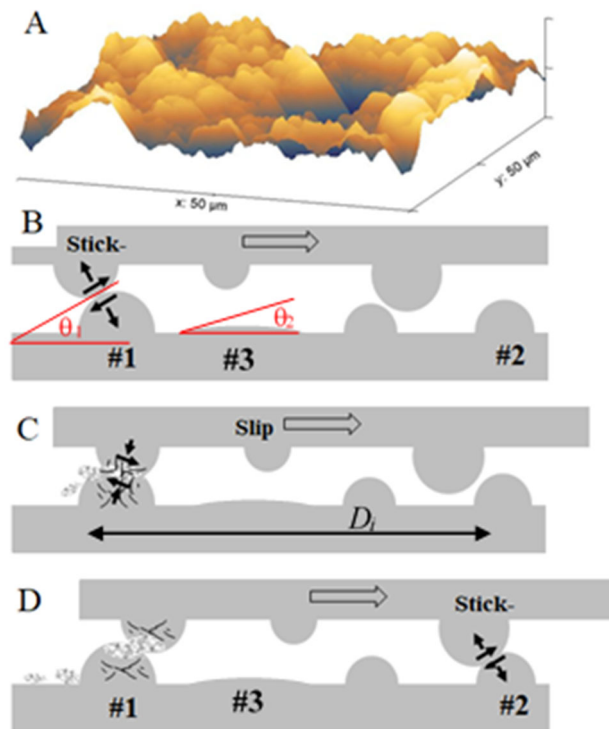 A
x: 50 µm
y: 50 µm
B
Stick-
θ1
θ2
#1
#3
#2
C
Slip
Di
D
Stick-
#1
#3
#2